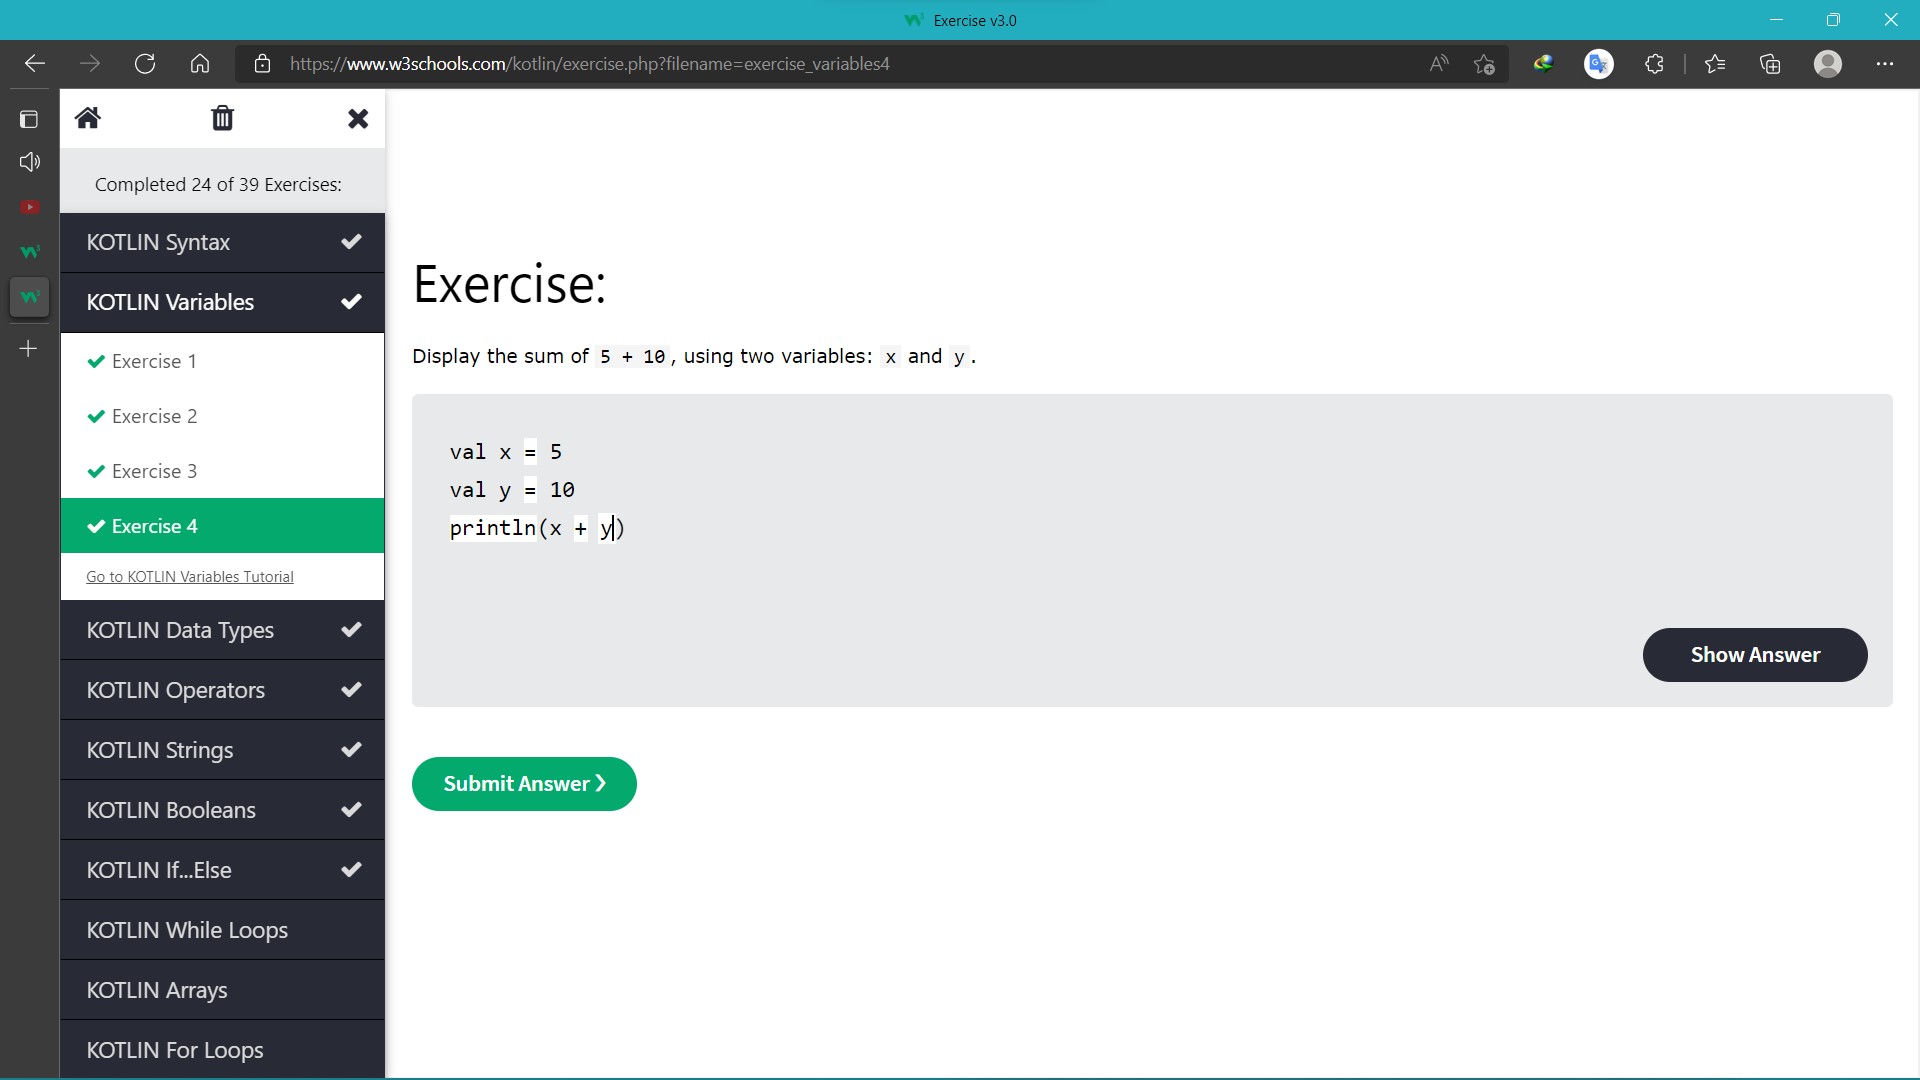 Exercise v3.0
https://www.w3schools.com/kotlin/exercise.php?filename=exercise_variables4
Completed 24 of 39 Exercises:
KOTLIN Syntax
KOTLIN Variables
Exercise 1
Exercise 2
Exercise 3
Exercise 4
Go to KOTLIN Variables Tutorial
KOTLIN Data Types
KOTLIN Operators
KOTLIN Strings
KOTLIN Booleans
KOTLIN If...Else
KOTLIN While Loops
KOTLIN Arrays
KOTLIN For Loops
Exercise:
Display the sum of 5 + 10, using two variables: x and y.
val x = 5
val y = 10
println(x + y)
Show Answer
Submit Answer ❯